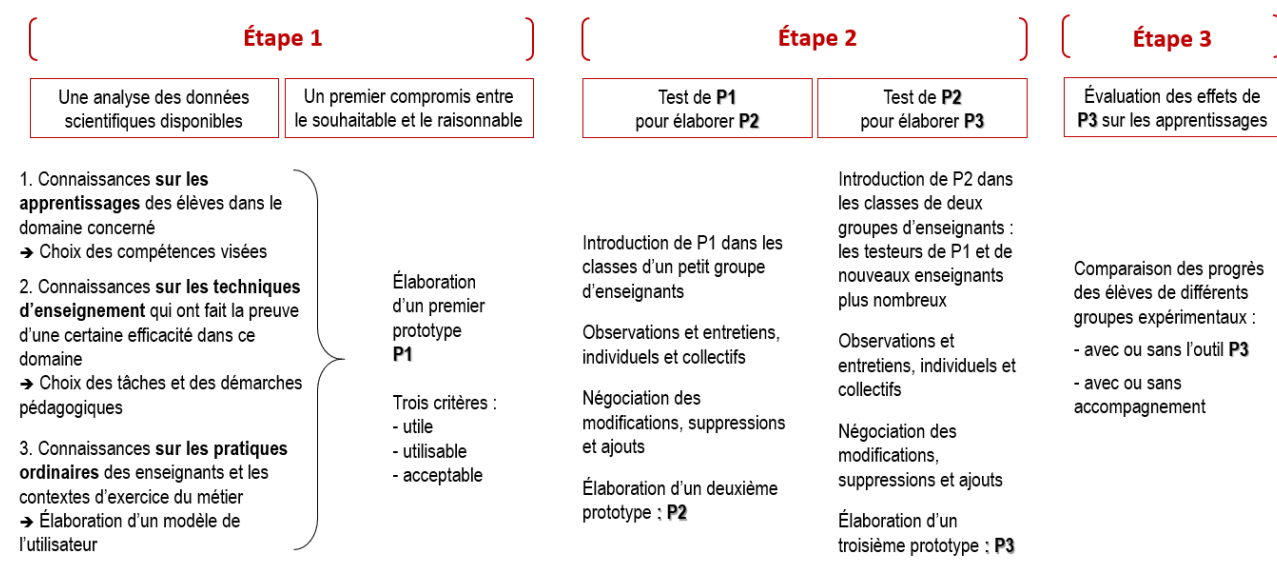 Étape 1
Une analyse des données
scientifiques disponibles
Un premier compromis entre
le souhaitable et le raisonnable
1. Connaissances sur les
apprentissages des élèves dans le
domaine concerné
➔ Choix des compétences visées
2. Connaissances sur les techniques
d’enseignement qui ont fait la preuve
d’une certaine efficacité dans ce
domaine
➔ Choix des tâches et des démarches
pédagogiques
3. Connaissances sur les pratiques
ordinaires des enseignants et les
contextes d’exercice du métier
➔ Élaboration d’un modèle de
l’utilisateur
Élaboration
d’un premier
prototype
P1
Trois critères :
- utile
- utilisable
- acceptable
Étape 2
Test de P1
pour élaborer P2
Introduction de P1 dans les
classes d’un petit groupe
d’enseignants
Observations et entretiens,
individuels et collectifs
Négociation des
modifications, suppressions
et ajouts
Élaboration d’un deuxième
prototype : P2
Test de P2
pour élaborer P3
Introduction de P2 dans
les classes de deux
groupes d’enseignants :
les testeurs de P1 et de
nouveaux enseignants
plus nombreux
Observations et
entretiens, individuels et
collectifs
Négociation des
modifications,
suppressions et ajouts
Élaboration d’un
troisième prototype : P3
Étape 3
Évaluation des effets de
P3 sur les apprentissages
Comparaison des progrès
des élèves de différents
groupes expérimentaux :
- avec ou sans l’outil P3
- avec ou sans
accompagnement